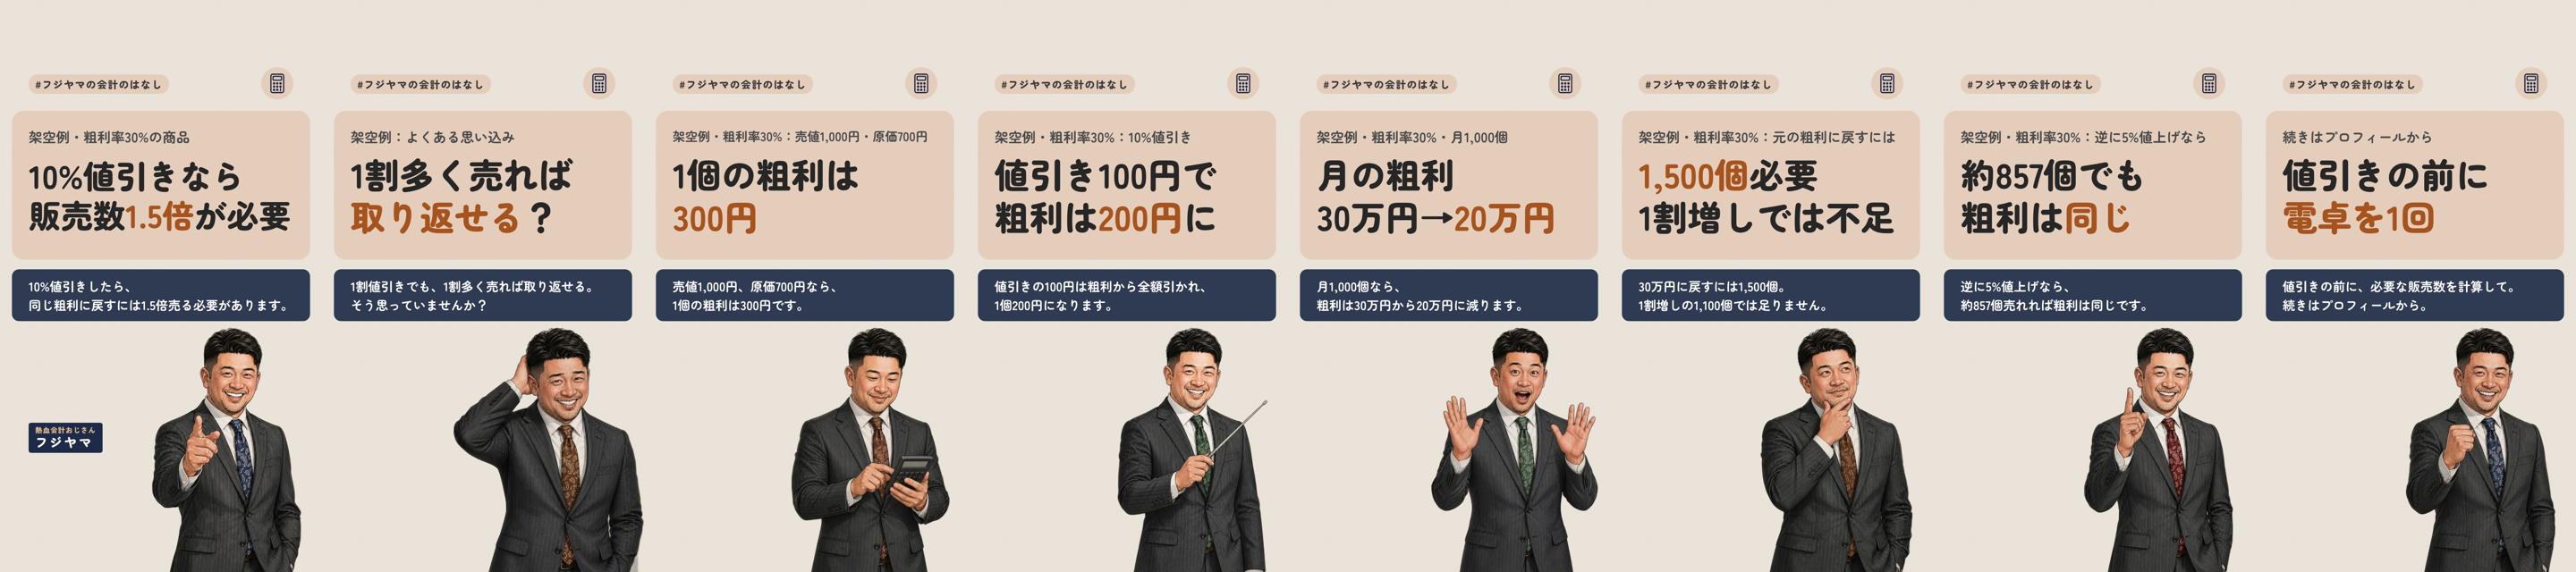 #フジヤマの会計のはなし
架空例・粗利率30%の商品
10%値引きなら
販売数1.5倍が必要
10%値引きしたら、
同じ粗利に戻すには1.5倍売る必要があります。
熱血会計おじさん
フジヤマ
#フジヤマの会計のはなし
架空例：よくある思い込み
1割多く売れば
取り返せる？
1割値引きでも、1割多く売れば取り返せる。
そう思っていませんか？
#フジヤマの会計のはなし
架空例・粗利率30%：売値1,000円・原価700円
1個の粗利は
300円
売値1,000円、原価700円なら、
1個の粗利は300円です。
#フジヤマの会計のはなし
架空例・粗利率30%：10%値引き
値引き100円で
粗利は200円に
値引きの100円は粗利から全額引かれ、
1個200円になります。
#フジヤマの会計のはなし
架空例・粗利率30%・月1,000個
月の粗利
30万円→20万円
月1,000個なら、
粗利は30万円から20万円に減ります。
#フジヤマの会計のはなし
架空例・粗利率30%：元の粗利に戻すには
1,500個必要
1割増しでは不足
30万円に戻すには1,500個。
1割増しの1,100個では足りません。
#フジヤマの会計のはなし
架空例・粗利率30%：逆に5%値上げなら
約857個でも
粗利は同じ
逆に5%値上げなら、
約857個売れれば粗利は同じです。
#フジヤマの会計のはなし
続きはプロフィールから
値引きの前に
電卓を1回
値引きの前に、必要な販売数を計算して。
続きはプロフィールから。